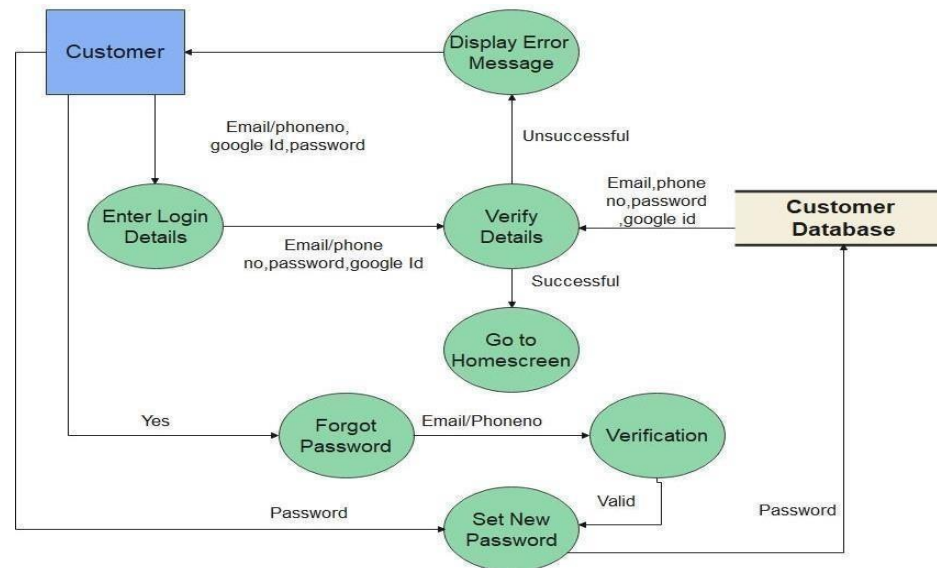 Customer
Display Error
Message
Email/phoneno,
google Id,password
Unsuccessful
Enter Login
Details
Email/phone
no,password,google Id
Verify
Details
Email,phone
no,password
,google id
Customer
Database
Successful
Go to
Homescreen
Yes
Forgot
Password
Email/Phoneno
Verification
Valid
Password
Set New
Password
Password